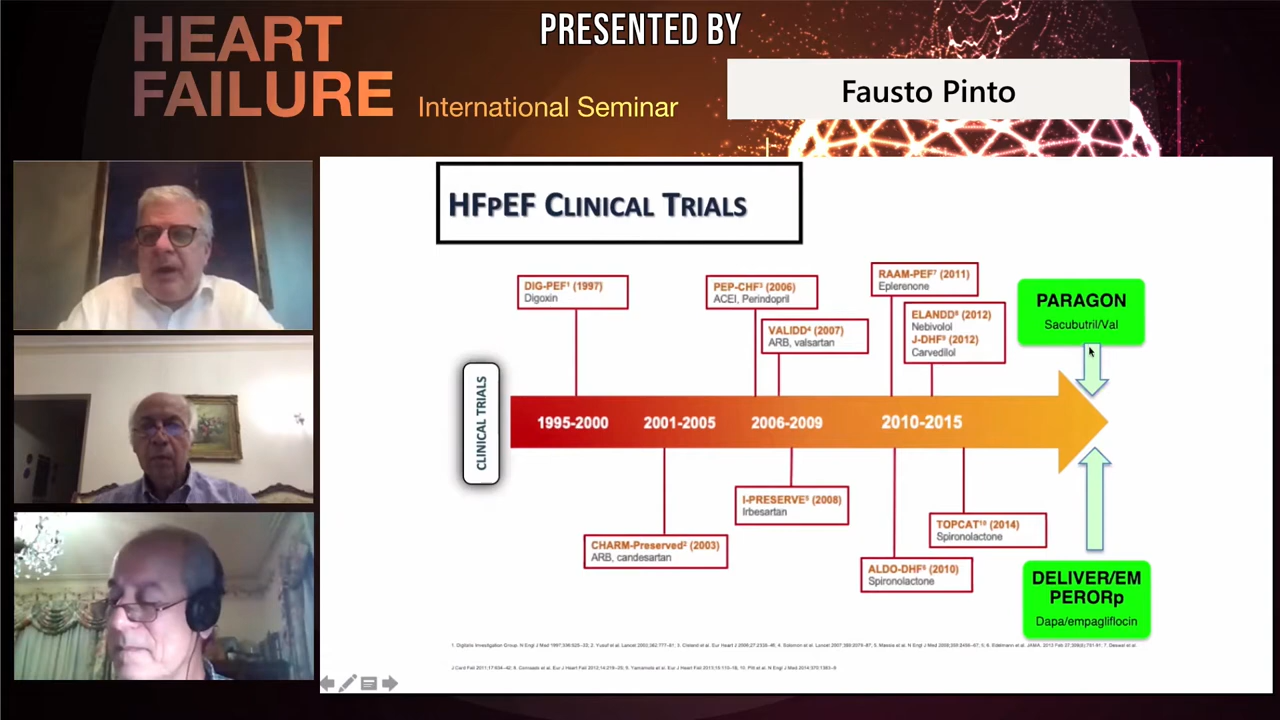 HEART
FAILURE
International Seminar
PRESENTED BY
Fausto Pinto
HFPEF CLINICAL TRIALS
DIG-PEF¹ (1997)
Digoxin
PEP-CHF³ (2006)
ACEI, Perindopril
VALIDD⁴ (2007)
ARB, valsartan
RAAM-PEF⁷ (2011)
Eplerenone
ELANDD⁸ (2012)
Nebivolol
J-DHF⁹ (2012)
Carvedilol
PARAGON
Sacubutril/Val
CLINICAL TRIALS
1995-2000
2001-2005
2006-2009
2010-2015
CHARM-Preserved² (2003)
ARB, candesartan
I-PRESERVE⁵ (2008)
Irbesartan
ALDO-DHF⁶ (2010)
Spironolactone
TOPCAT¹⁰ (2014)
Spironolactone
DELIVER/EM
PERORp
Dapa/empagliflocin